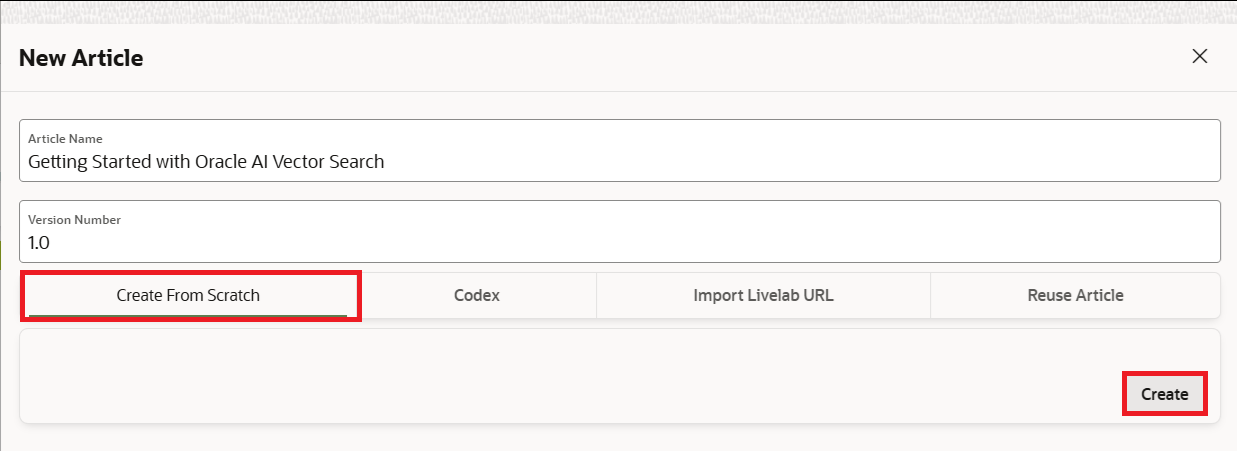 New Article
Article Name
Getting Started with Oracle AI Vector Search
Version Number
1.0
Create From Scratch
Codex
Import Livelab URL
Reuse Article
Create